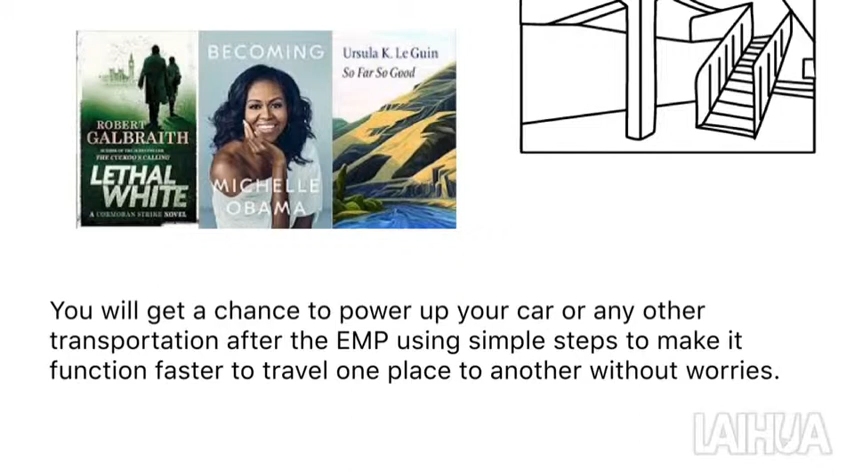 ROBERT
GALBRAITH
AUTHOR OF THE BESTSELLER
THE CUCKOO'S CALLING
LETHAL
WHITE
A CORMORAN STRIKE NOVEL
BECOMING
MICHELLE
OBAMA
Ursula K. Le Guin
So Far So Good
You will get a chance to power up your car or any other
transportation after the EMP using simple steps to make it
function faster to travel one place to another without worries.
LAIHUA